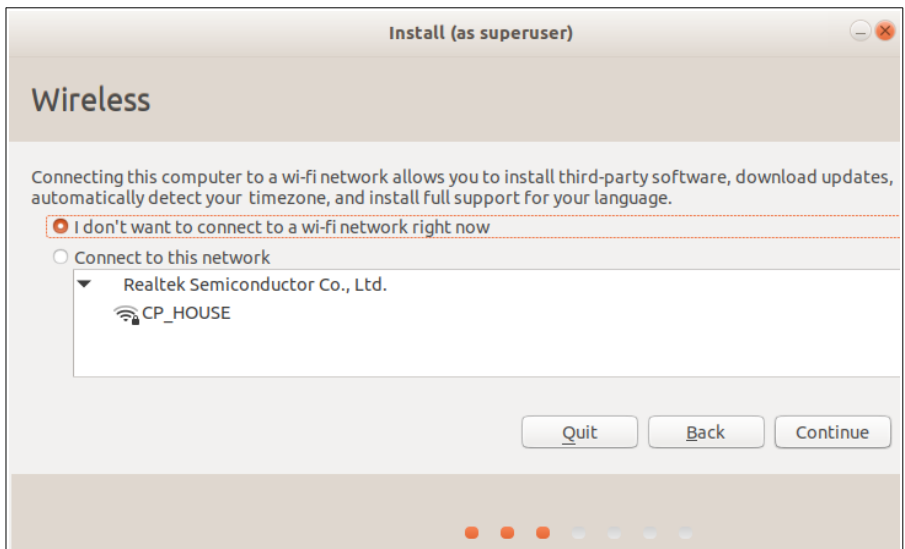 Install (as superuser)
Wireless
Connecting this computer to a wi-fi network allows you to install third-party software, download updates,
automatically detect your timezone, and install full support for your language.
I don't want to connect to a wi-fi network right now
Connect to this network
Realtek Semiconductor Co., Ltd.
CP_HOUSE
Quit Back Continue